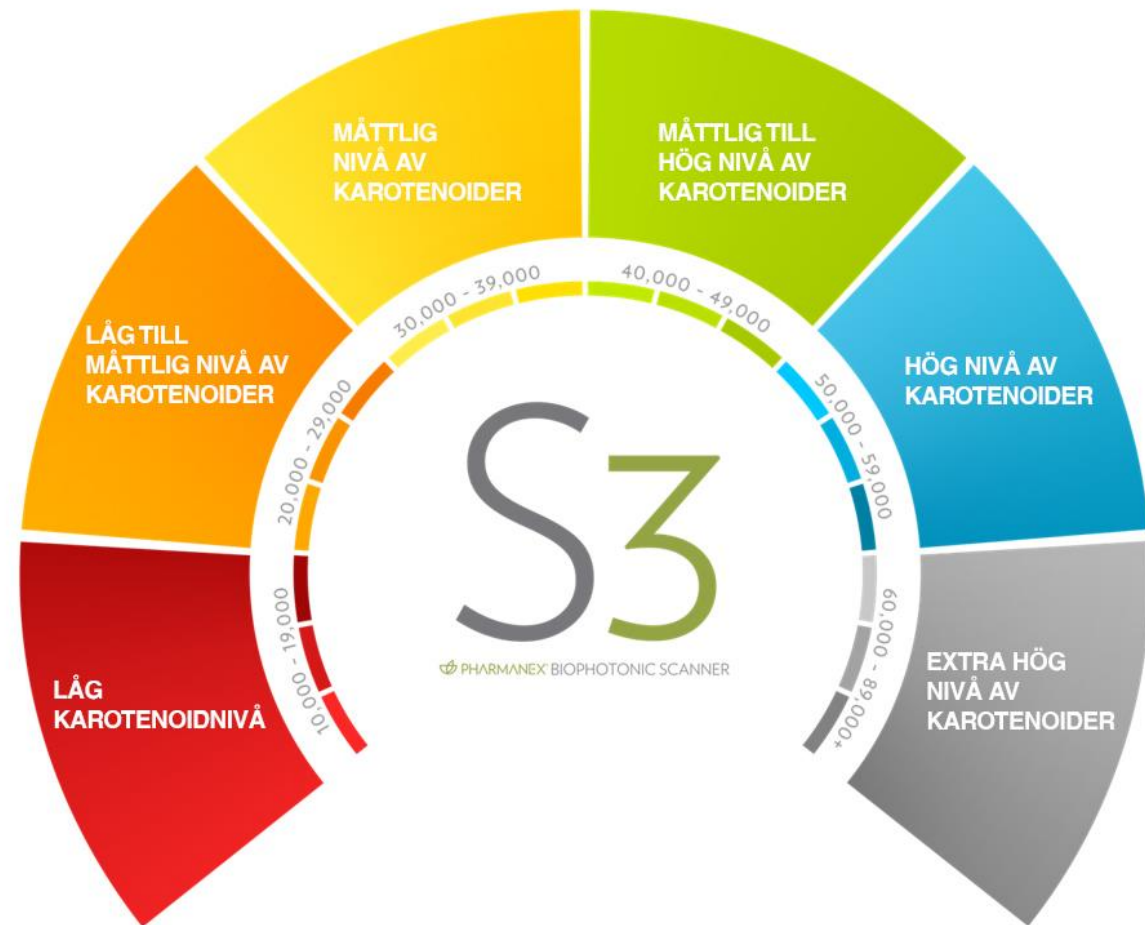 MÅTTLIG
NIVÅ AV
KAROTENOIDER
MÅTTLIG TILL
HÖG NIVÅ AV
KAROTENOIDER
LÅG TILL
MÅTTLIG NIVÅ AV
KAROTENOIDER
HÖG NIVÅ AV
KAROTENOIDER
LÅG
KAROTENOIDNIVÅ
EXTRA HÖG
NIVÅ AV
KAROTENOIDER
10,000 - 19,000
20,000 - 29,000
30,000 - 39,000
40,000 - 49,000
50,000 - 59,000
60,000 - 89,000+
S3
PHARMANEX® BIOPHOTONIC SCANNER